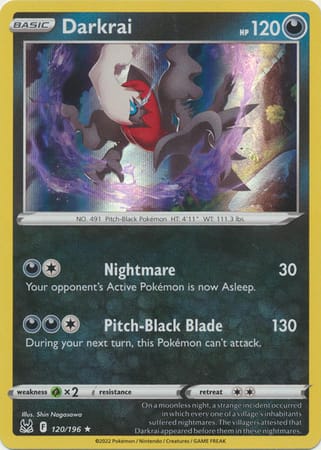 BASIC Darkrai HP 120
NO. 491 Pitch-Black Pokémon HT: 4'11" WT: 111.3 lbs.
Nightmare 30
Your opponent's Active Pokémon is now Asleep.
Pitch-Black Blade 130
During your next turn, this Pokémon can't attack.
weakness ×2 resistance retreat
Illus. Shin Nagasawa
F 120/196 ★
On a moonless night, a strange incident occurred
in which every one of a village's inhabitants
suffered nightmares. The villagers attested that
Darkrai appeared before them in these nightmares.
©2022 Pokémon / Nintendo / Creatures / GAME FREAK